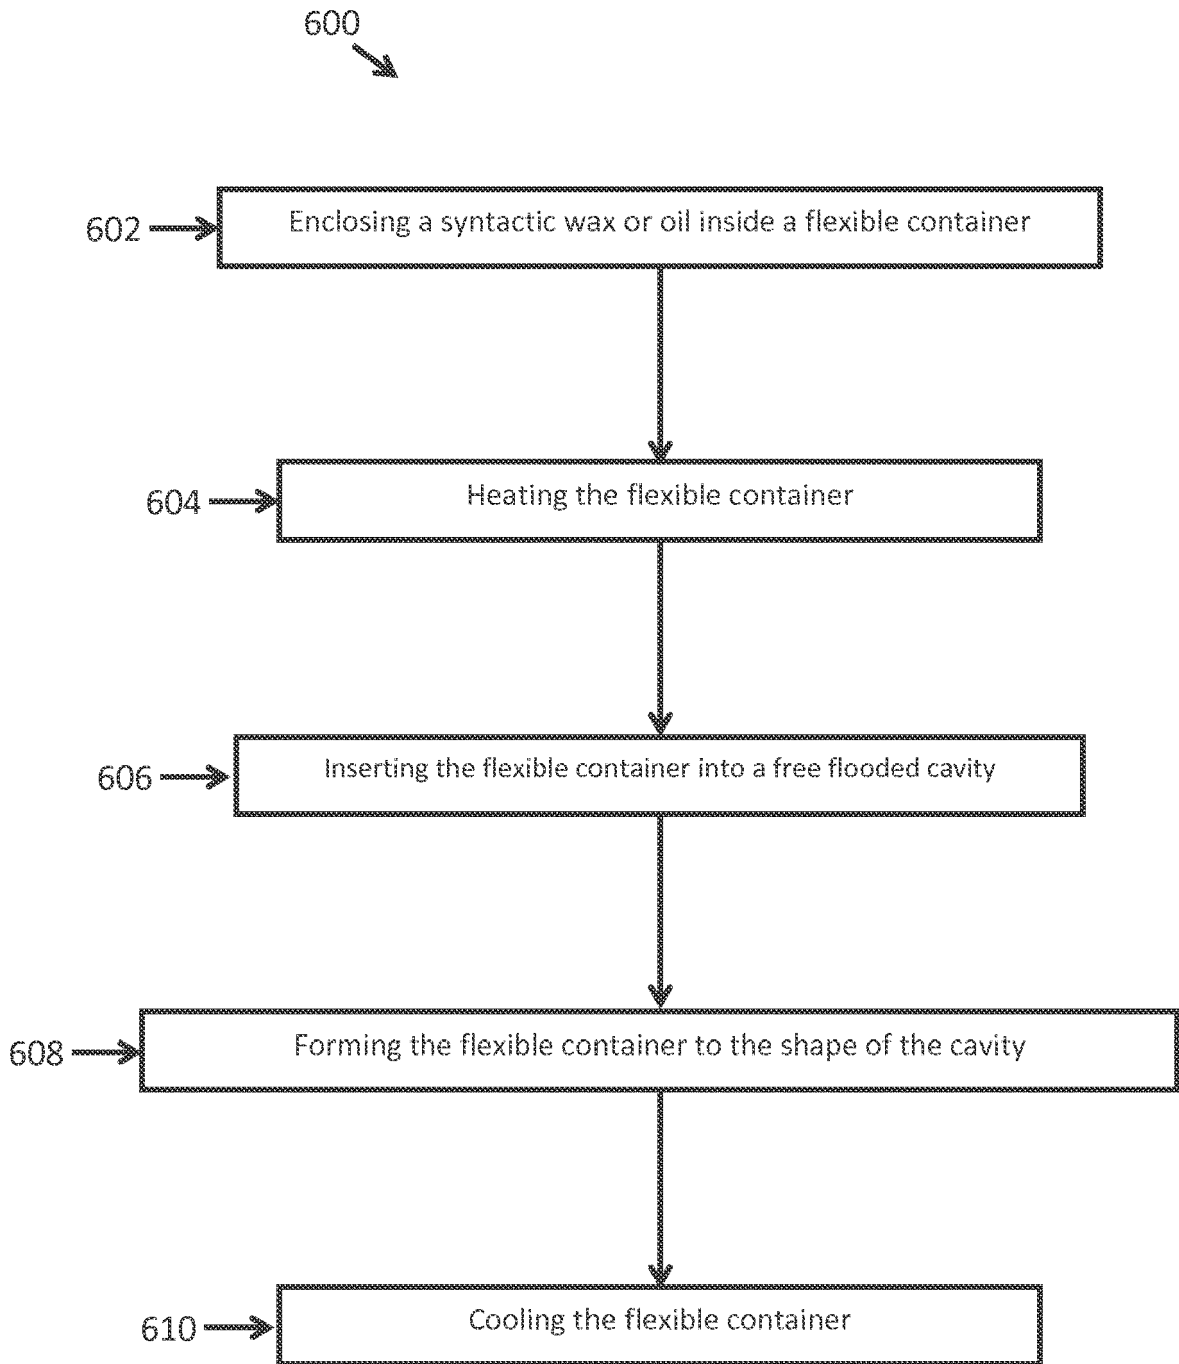 600
602
Enclosing a syntactic wax or oil inside a flexible container
604
Heating the flexible container
606
Inserting the flexible container into a free flooded cavity
608
Forming the flexible container to the shape of the cavity
610
Cooling the flexible container